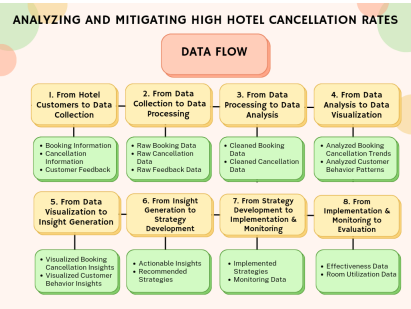 ANALYZING AND MITIGATING HIGH HOTEL CANCELLATION RATES
DATA FLOW
1. From Hotel
Customers to Data
Collection
2. From Data
Collection to Data
Processing
3. From Data
Processing to Data
Analysis
4. From Data
Analysis to Data
Visualization
• Booking Information
• Cancellation
Information
• Customer Feedback
• Raw Booking Data
• Raw Cancellation
Data
• Raw Feedback Data
• Cleaned Booking
Data
• Cleaned Cancellation
Data
• Analyzed Booking
Cancellation Trends
• Analyzed Customer
Behavior Patterns
5. From Data
Visualization to
Insight Generation
6. From Insight
Generation to
Strategy
Development
7. From Strategy
Development to
Implementation &
Monitoring
8. From
Implementation &
Monitoring to
Evaluation
• Visualized Booking
Cancellation Insights
• Visualized Customer
Behavior Insights
• Actionable Insights
• Recommended
Strategies
• Implemented
Strategies
• Monitoring Data
• Effectiveness Data
• Room Utilization Data